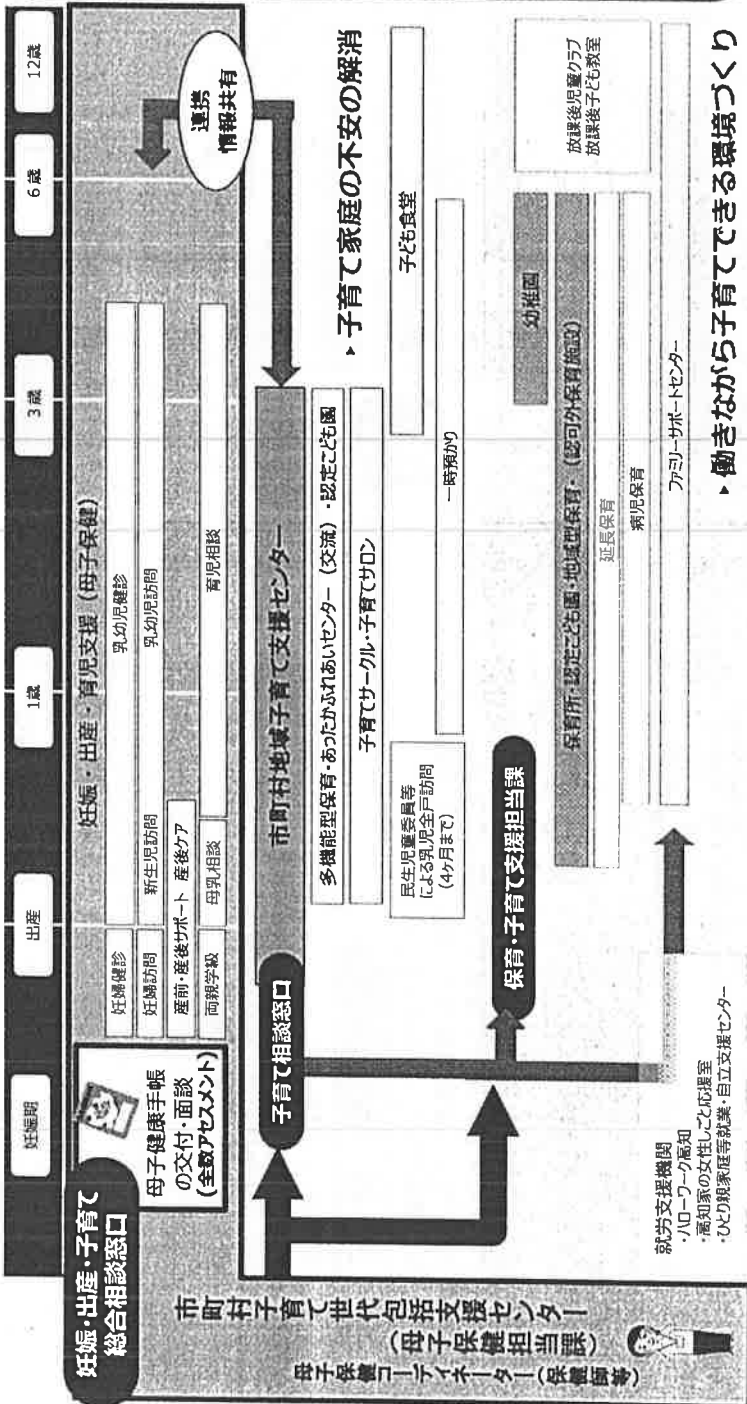 妊娠期
出産
1歳
3歳
6歳
12歳
妊娠・出産・子育て
総合相談窓口
母子健康手帳
の交付・面談
(全数アセスメント)
妊娠・出産・育児支援(母子保健)
妊婦健診
乳幼児健診
妊婦訪問
新生児訪問
乳幼児訪問
産前・産後サポート 産後ケア
両親学級
母乳相談
育児相談
連携
情報共有
市町村子育て世代包括支援センター
(母子保健担当課)
母子保健コーディネーター(保健師等)
子育て相談窓口
市町村地域子育て支援センター
多機能型保育・あったかふれあいセンター(交流)・認定こども園
子育てサークル・子育てサロン
▸子育て家庭の不安の解消
民生児童委員等
による乳児全戸訪問
(4ヶ月まで)
一時預かり
子ども食堂
保育・子育て支援担当課
幼稚園
保育所・認定こども園・地域型保育・(認可外保育施設)
延長保育
病児保育
放課後児童クラブ
放課後子ども教室
ファミリーサポートセンター
就労支援機関
・ハローワーク高知
・高知家の女性しごと応援室
・ひとり親家庭等就業・自立支援センター
▸働きながら子育てできる環境づくり